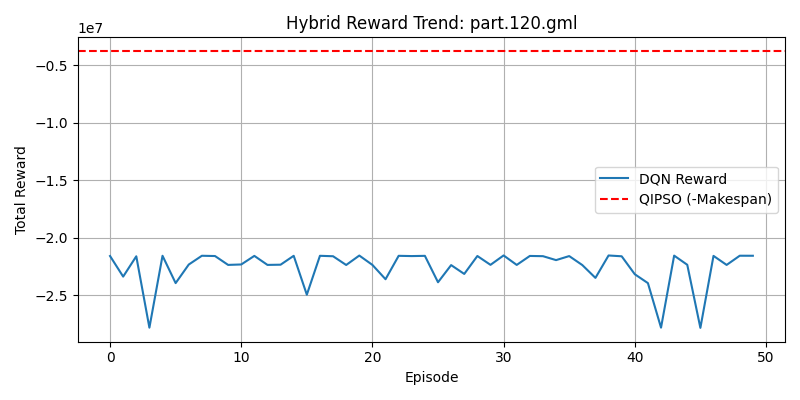 Hybrid Reward Trend: part.120.gml
1e7
−0.5
−1.0
−1.5
−2.0
−2.5
Total Reward
DQN Reward
QIPSO (-Makespan)
0 10 20 30 40 50
Episode